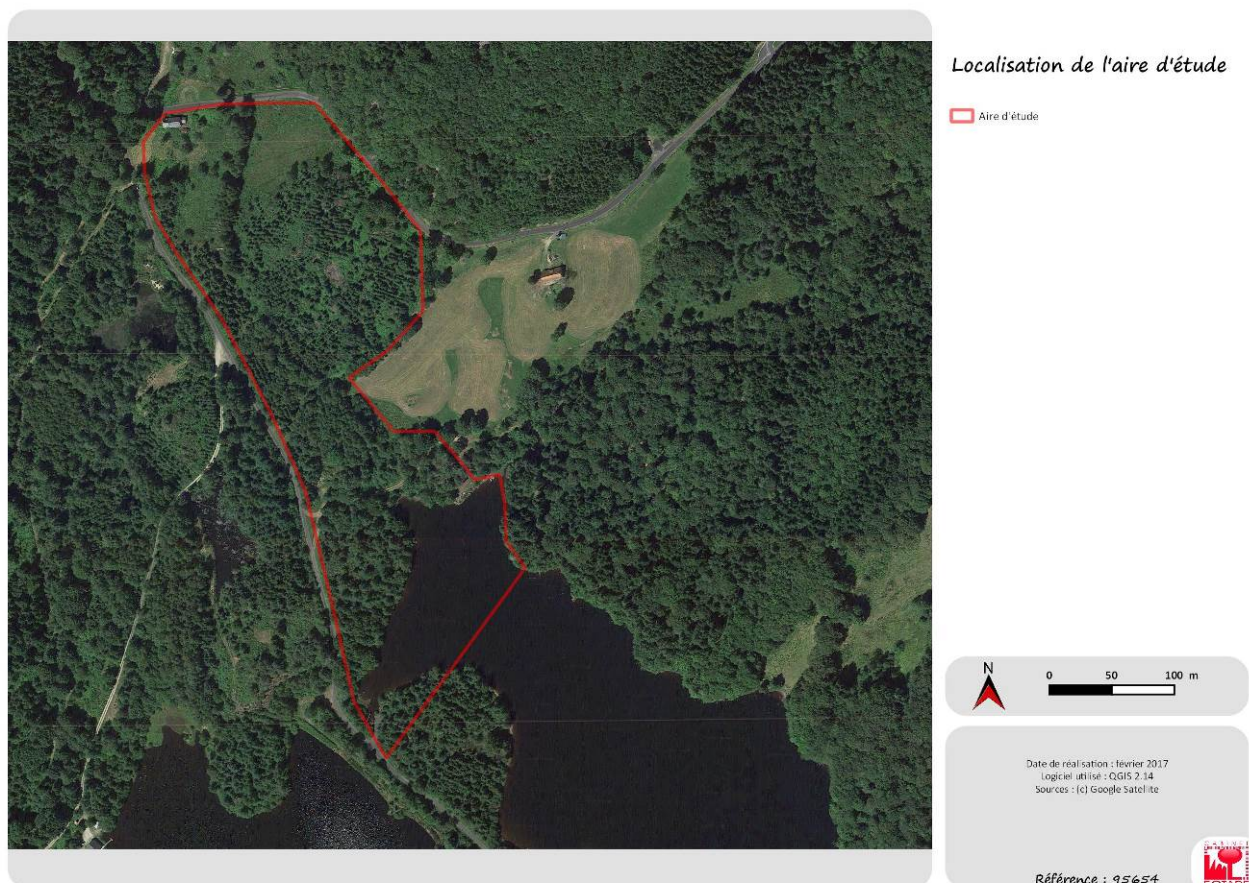 Localisation de l'aire d'étude
Aire d'étude
N
0 50 100 m
Date de réalisation : février 2017
Logiciel utilisé : QGIS 2.14
Sources : (c) Google Satellite
Référence : 95654